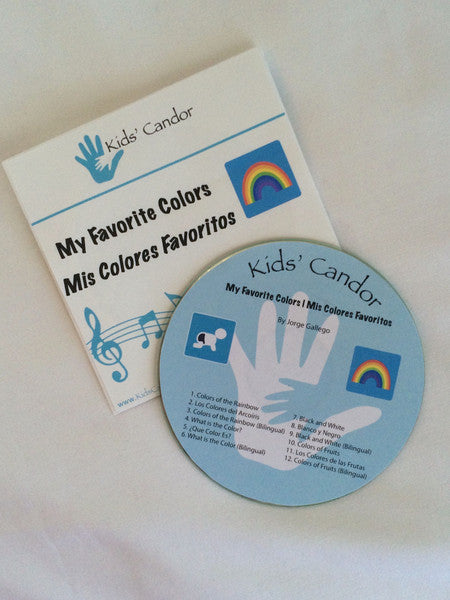 Kids' Candor
My Favorite Colors
Mis Colores Favoritos
www.KidsC
Kids' Candor
My Favorite Colors | Mis Colores Favoritos
By Jorge Gallego
1. Colors of the Rainbow
2. Los Colores del Arcoíris
3. Colors of the Rainbow (Bilingual)
4. What is the Color?
5. ¿Que Color Es?
6. What is the Color (Bilingual)
7. Black and White
8. Blanco y Negro
9. Black and White (Bilingual)
10. Colors of Fruits
11. Los Colores de las Frutas
12. Colors of Fruits (Bilingual)